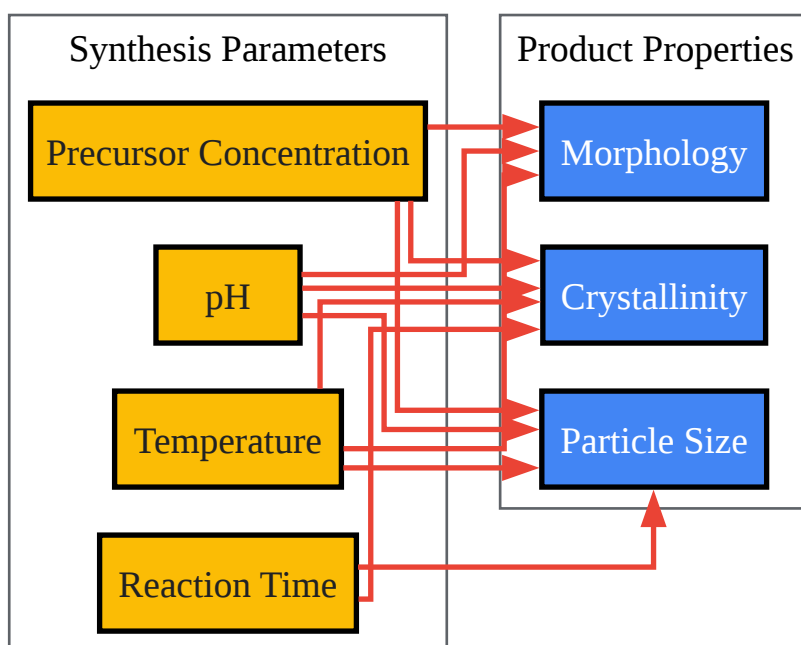 Synthesis Parameters
Product Properties
Precursor Concentration
Morphology
pH
Crystallinity
Temperature
Particle Size
Reaction Time